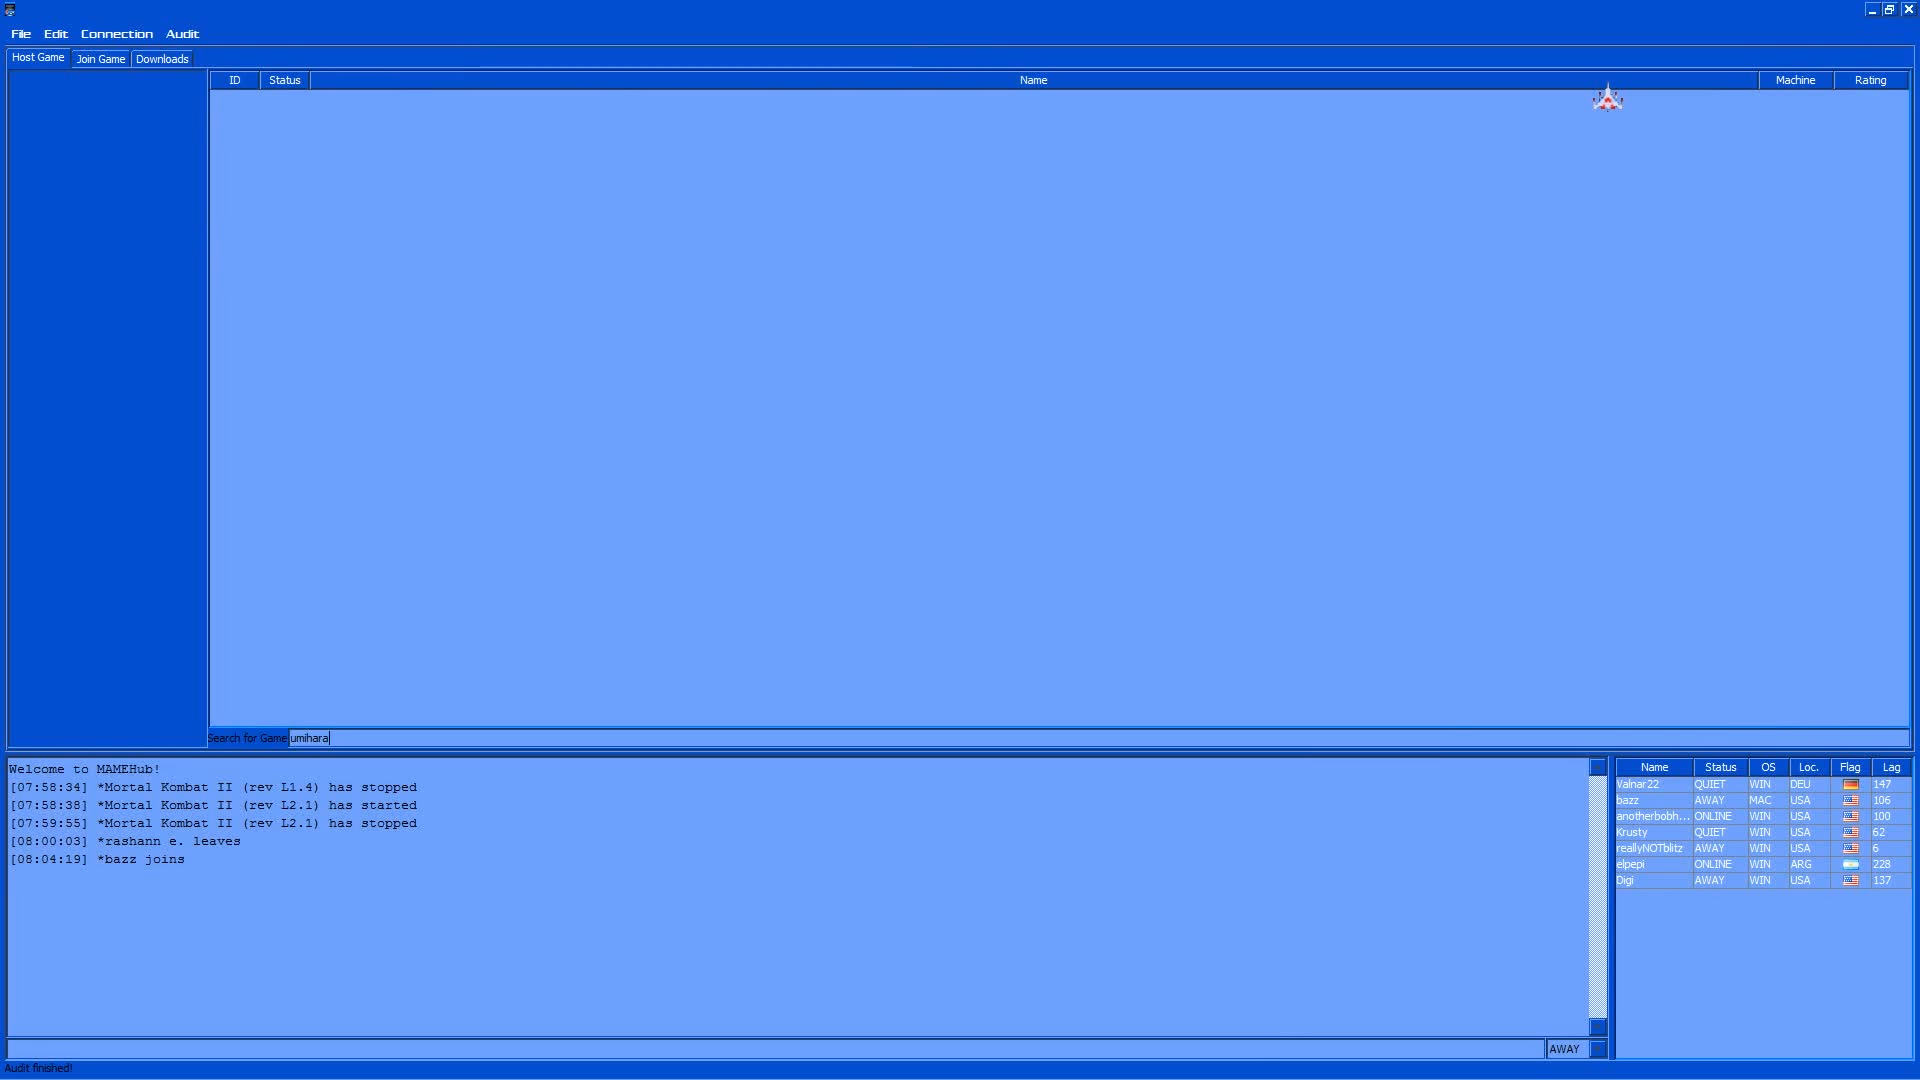 File Edit Connection Audit
Host Game Join Game Downloads
ID Status Name Machine Rating
Search for Game umihara
Welcome to MAMEHub!
[07:58:34] *Mortal Kombat II (rev L1.4) has stopped
[07:58:38] *Mortal Kombat II (rev L2.1) has started
[07:59:55] *Mortal Kombat II (rev L2.1) has stopped
[08:00:03] *rashann e. leaves
[08:04:19] *bazz joins
Name Status OS Loc. Flag Lag
Valnar22 QUIET WIN DEU 147
bazz AWAY MAC USA 106
anotherbobh... ONLINE WIN USA 100
Krusty QUIET WIN USA 62
reallyNOTblitz AWAY WIN USA 6
elpepi ONLINE WIN ARG 228
Digi AWAY WIN USA 137
AWAY
Audit finished!